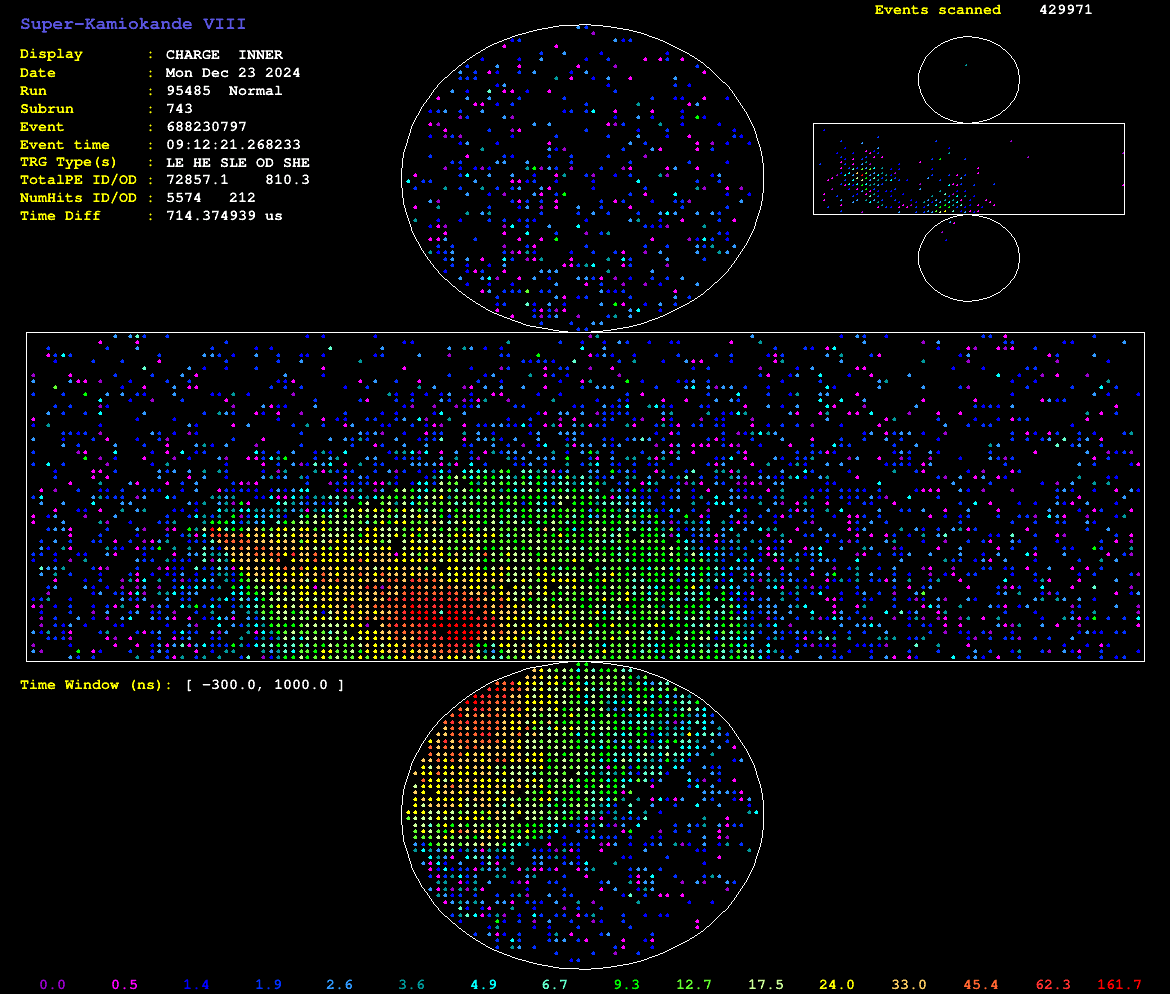 Super-Kamiokande VIII
Events scanned 429971
Display : CHARGE INNER
Date : Mon Dec 23 2024
Run : 95485 Normal
Subrun : 743
Event : 688230797
Event time : 09:12:21.268233
TRG Type(s) : LE HE SLE OD SHE
TotalPE ID/OD : 72857.1 810.3
NumHits ID/OD : 5574 212
Time Diff : 714.374939 us
Time Window (ns): [ -300.0, 1000.0 ]
0.0 0.5 1.4 1.9 2.6 3.6 4.9 6.7 9.3 12.7 17.5 24.0 33.0 45.4 62.3 161.7